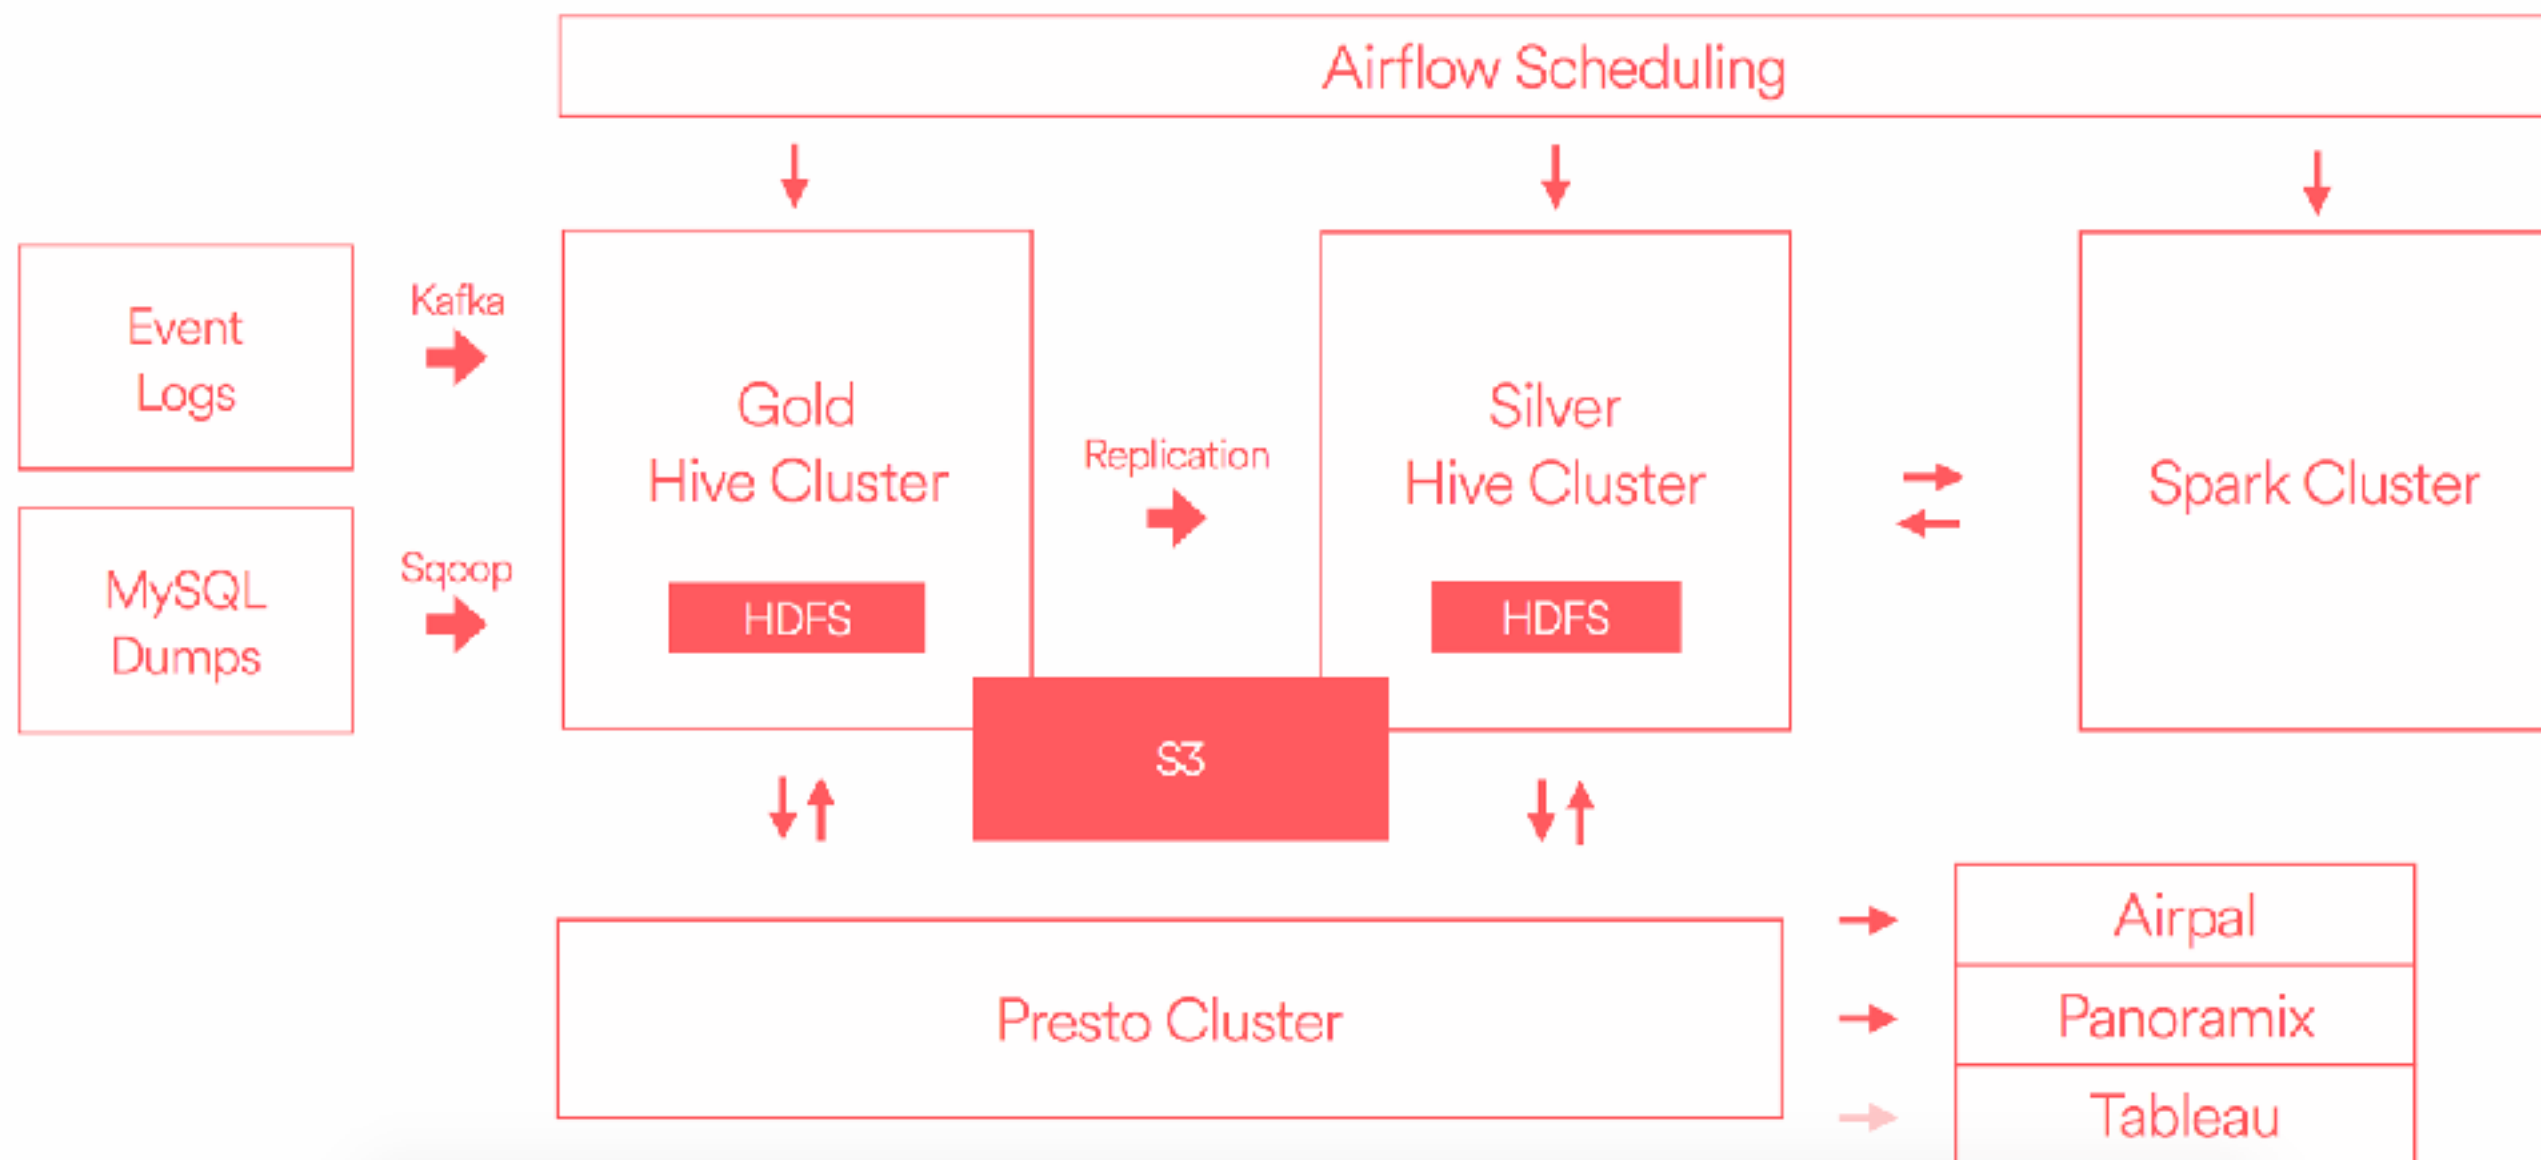 Airflow Scheduling
Event
Logs
Kafka
MySQL
Dumps
Sqoop
Gold
Hive Cluster
HDFS
Replication
Silver
Hive Cluster
HDFS
Spark Cluster
S3
Presto Cluster
Airpal
Panoramix
Tableau